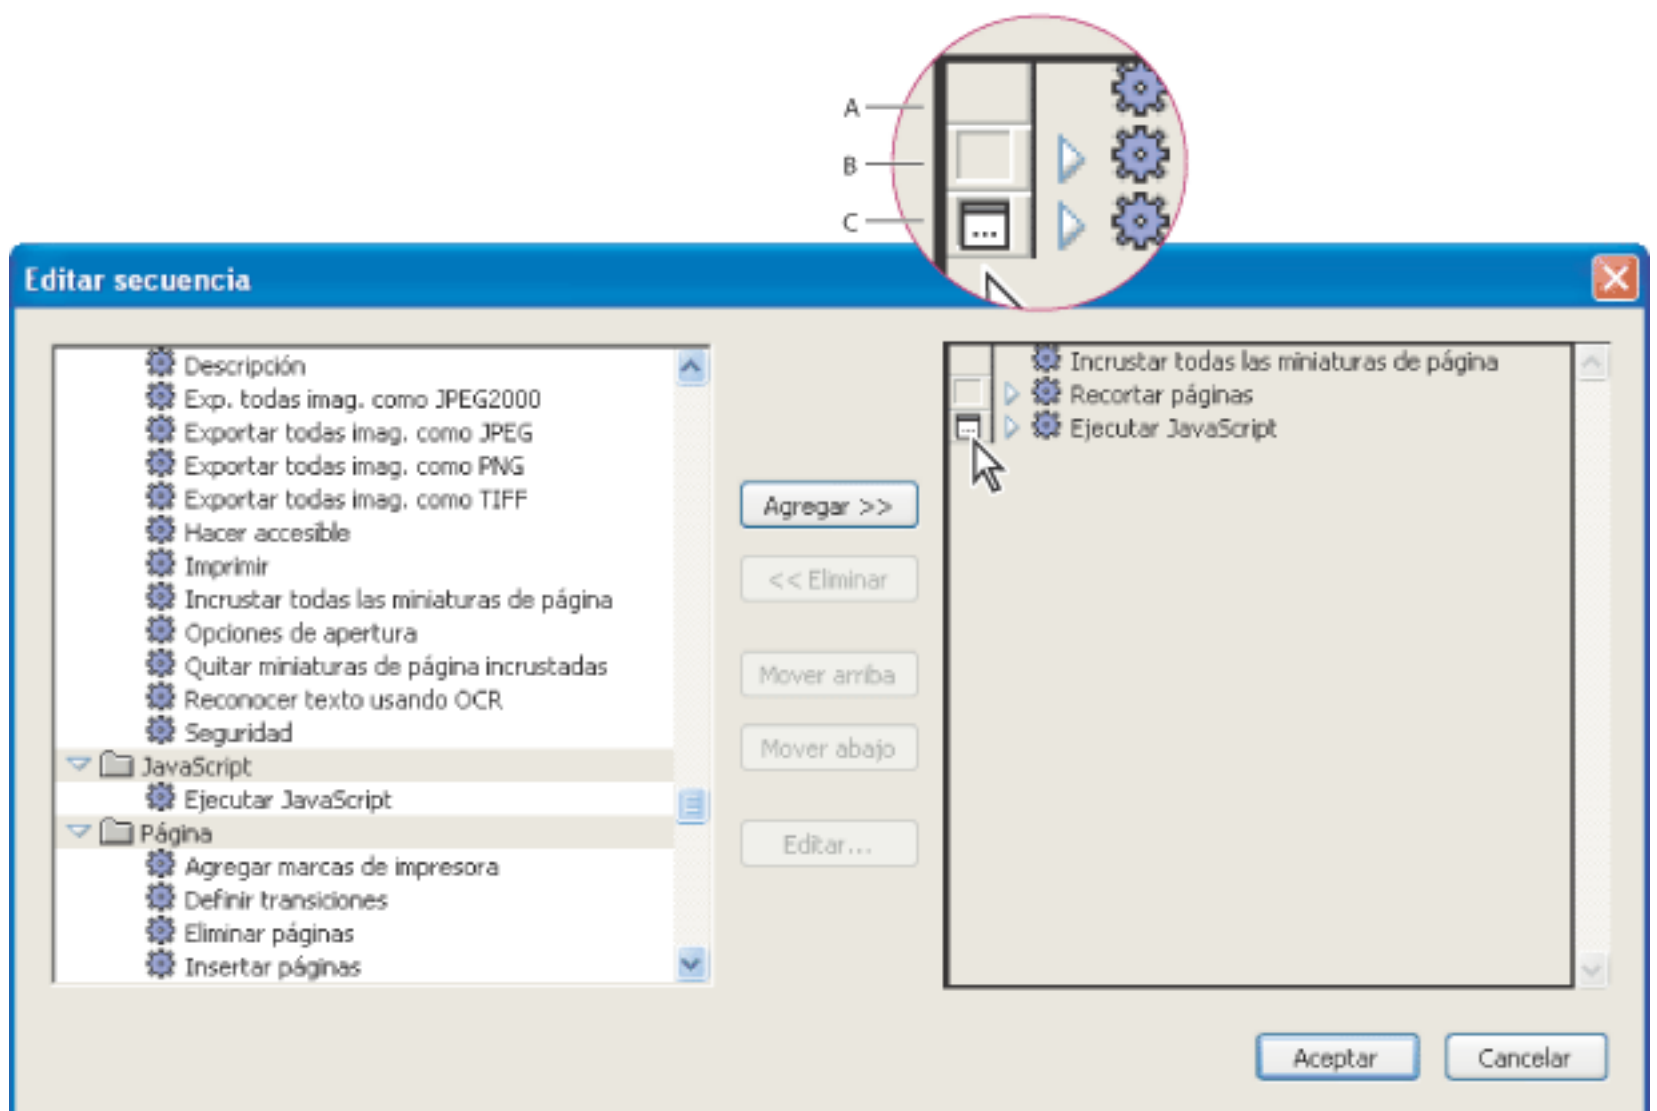 A
B
C
Editar secuencia
Descripción
Exp. todas imag. como JPEG2000
Exportar todas imag. como JPEG
Exportar todas imag. como PNG
Exportar todas imag. como TIFF
Hacer accesible
Imprimir
Incrustar todas las miniaturas de página
Opciones de apertura
Quitar miniaturas de página incrustadas
Reconocer texto usando OCR
Seguridad
JavaScript
Ejecutar JavaScript
Página
Agregar marcas de impresora
Definir transiciones
Eliminar páginas
Insertar páginas
Agregar >>
<< Eliminar
Mover arriba
Mover abajo
Editar...
Incrustar todas las miniaturas de página
Recortar páginas
Ejecutar JavaScript
Aceptar
Cancelar